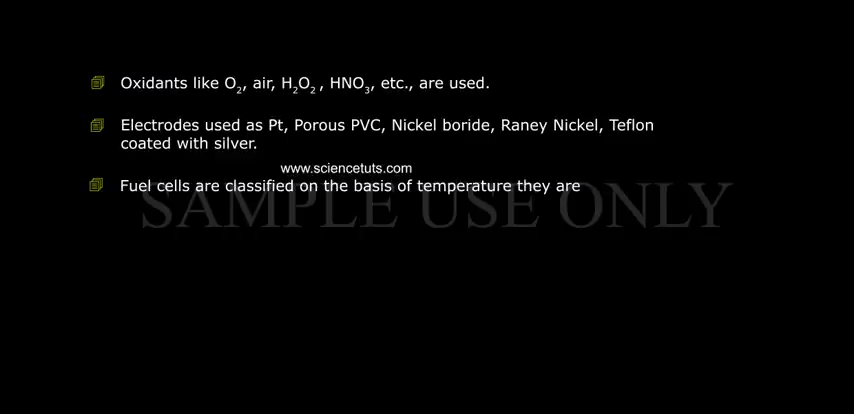 Oxidants like O₂, air, H₂O₂ , HNO₃, etc., are used.
Electrodes used as Pt, Porous PVC, Nickel boride, Raney Nickel, Teflon
coated with silver.
www.sciencetuts.com
Fuel cells are classified on the basis of temperature they are
SAMPLE USE ONLY